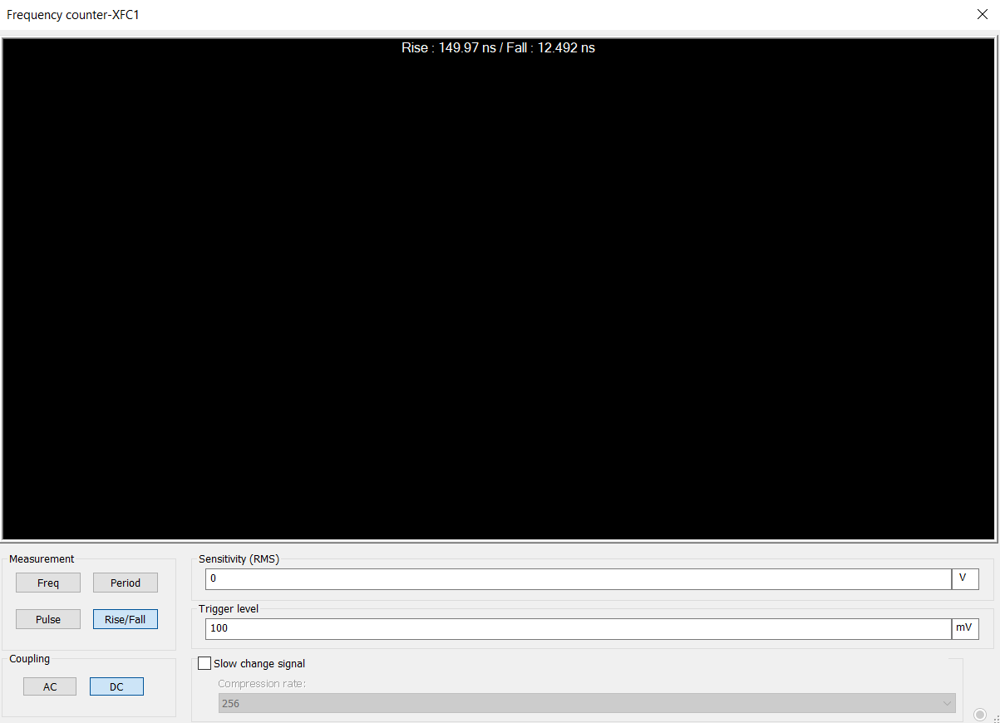 Frequency counter-XFC1
Rise : 149.97 ns / Fall : 12.492 ns
Measurement
Freq
Period
Pulse
Rise/Fall
Coupling
AC
DC
Sensitivity (RMS)
0
V
Trigger level
100
mV
Slow change signal
Compression rate:
256